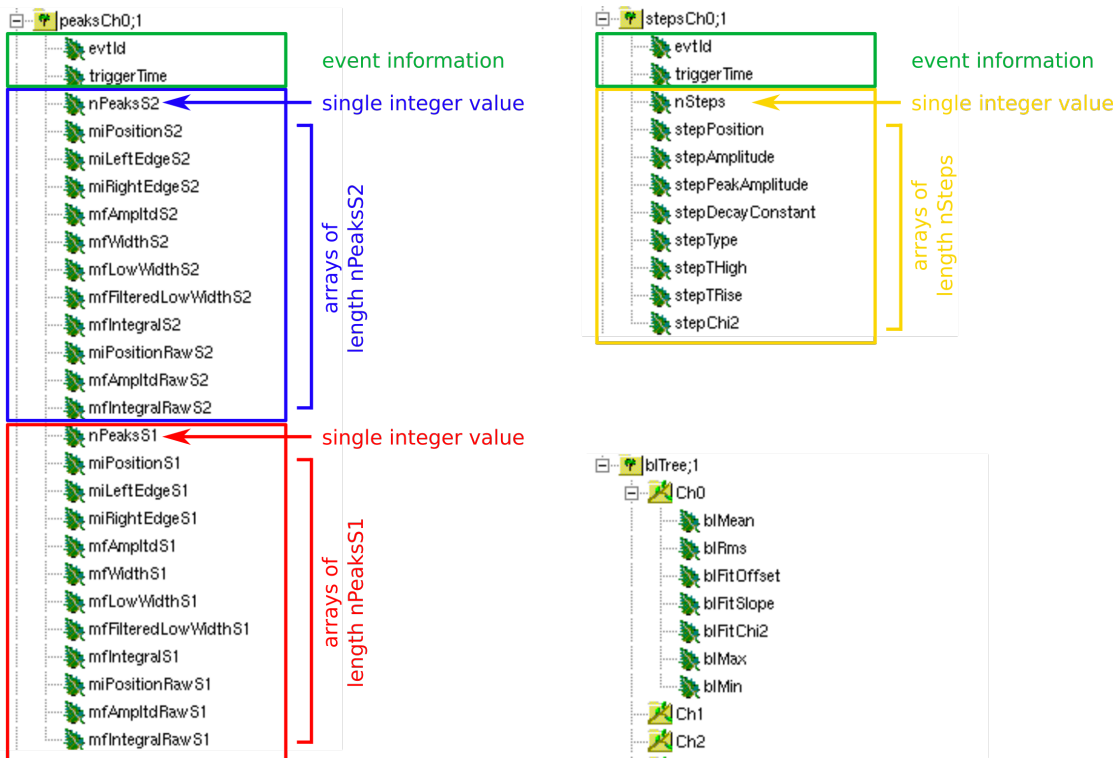 peaksCh0;1
evtId
triggerTime
event information
nPeaksS2
single integer value
miPositionS2
miLeftEdgeS2
miRightEdgeS2
mfAmpltdS2
mfWidthS2
mfLowWidthS2
mfFilteredLowWidthS2
mfIntegralS2
miPositionRawS2
mfAmpltdRawS2
mfIntegralRawS2
arrays of
length nPeaksS2
nPeaksS1
single integer value
miPositionS1
miLeftEdgeS1
miRightEdgeS1
mfAmpltdS1
mfWidthS1
mfLowWidthS1
mfFilteredLowWidthS1
mfIntegralS1
miPositionRawS1
mfAmpltdRawS1
mfIntegralRawS1
arrays of
length nPeaksS1
stepsCh0;1
evtId
triggerTime
event information
nSteps
single integer value
stepPosition
stepAmplitude
stepPeakAmplitude
stepDecayConstant
stepType
stepTHigh
stepTRise
stepChi2
arrays of
length nSteps
blTree;1
Ch0
blMean
blRms
blFitOffset
blFitSlope
blFitChi2
blMax
blMin
Ch1
Ch2